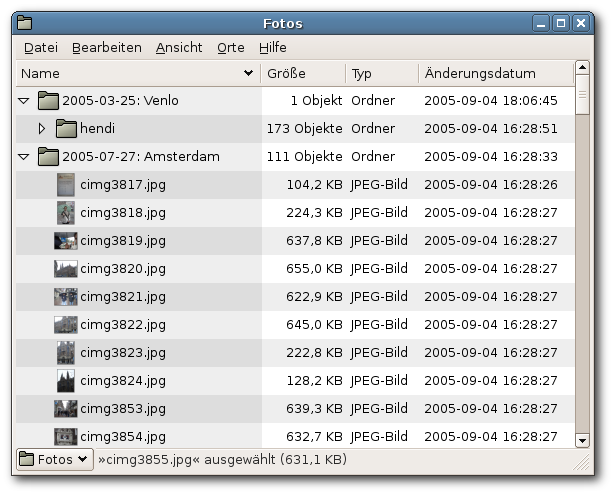 Fotos
Datei Bearbeiten Ansicht Orte Hilfe
Name Größe Typ Änderungsdatum
2005-03-25: Venlo 1 Objekt Ordner 2005-09-04 18:06:45
hendi 173 Objekte Ordner 2005-09-04 16:28:51
2005-07-27: Amsterdam 111 Objekte Ordner 2005-09-04 16:28:33
cimg3817.jpg 104,2 KB JPEG-Bild 2005-09-04 16:28:26
cimg3818.jpg 224,3 KB JPEG-Bild 2005-09-04 16:28:27
cimg3819.jpg 637,8 KB JPEG-Bild 2005-09-04 16:28:27
cimg3820.jpg 655,0 KB JPEG-Bild 2005-09-04 16:28:27
cimg3821.jpg 622,9 KB JPEG-Bild 2005-09-04 16:28:27
cimg3822.jpg 645,0 KB JPEG-Bild 2005-09-04 16:28:27
cimg3823.jpg 222,8 KB JPEG-Bild 2005-09-04 16:28:27
cimg3824.jpg 128,2 KB JPEG-Bild 2005-09-04 16:28:27
cimg3853.jpg 639,3 KB JPEG-Bild 2005-09-04 16:28:27
cimg3854.jpg 632,7 KB JPEG-Bild 2005-09-04 16:28:27
Fotos »cimg3855.jpg« ausgewählt (631,1 KB)